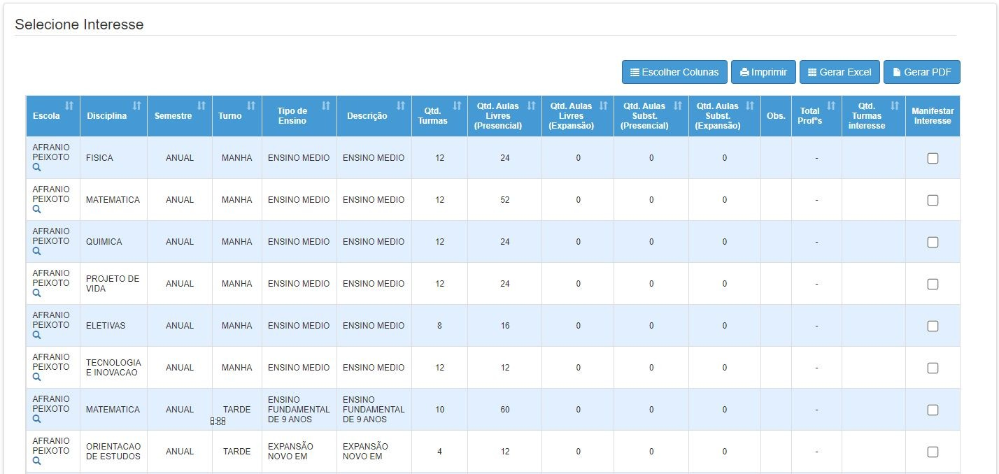 Selecione Interesse
Escolher Colunas Imprimir Gerar Excel Gerar PDF
Escola Disciplina Semestre Turno Tipo de Ensino Descrição Qtd. Turmas Qtd. Aulas Livres (Presencial) Qtd. Aulas Livres (Expansão) Qtd. Aulas Subst. (Presencial) Qtd. Aulas Subst. (Expansão) Obs. Total Prof°s Qtd. Turmas interesse Manifestar Interesse
AFRANIO PEIXOTO FISICA ANUAL MANHA ENSINO MEDIO ENSINO MEDIO 12 24 0 0 0 -
AFRANIO PEIXOTO MATEMATICA ANUAL MANHA ENSINO MEDIO ENSINO MEDIO 12 52 0 0 0 -
AFRANIO PEIXOTO QUIMICA ANUAL MANHA ENSINO MEDIO ENSINO MEDIO 12 24 0 0 0 -
AFRANIO PEIXOTO PROJETO DE VIDA ANUAL MANHA ENSINO MEDIO ENSINO MEDIO 12 24 0 0 0 -
AFRANIO PEIXOTO ELETIVAS ANUAL MANHA ENSINO MEDIO ENSINO MEDIO 8 16 0 0 0 -
AFRANIO PEIXOTO TECNOLOGIA E INOVACAO ANUAL MANHA ENSINO MEDIO ENSINO MEDIO 12 12 0 0 0 -
AFRANIO PEIXOTO MATEMATICA ANUAL TARDE ENSINO FUNDAMENTAL DE 9 ANOS ENSINO FUNDAMENTAL DE 9 ANOS 10 60 0 0 0 -
AFRANIO PEIXOTO ORIENTACAO DE ESTUDOS ANUAL TARDE EXPANSÃO NOVO EM EXPANSÃO NOVO EM 4 12 0 0 0 -